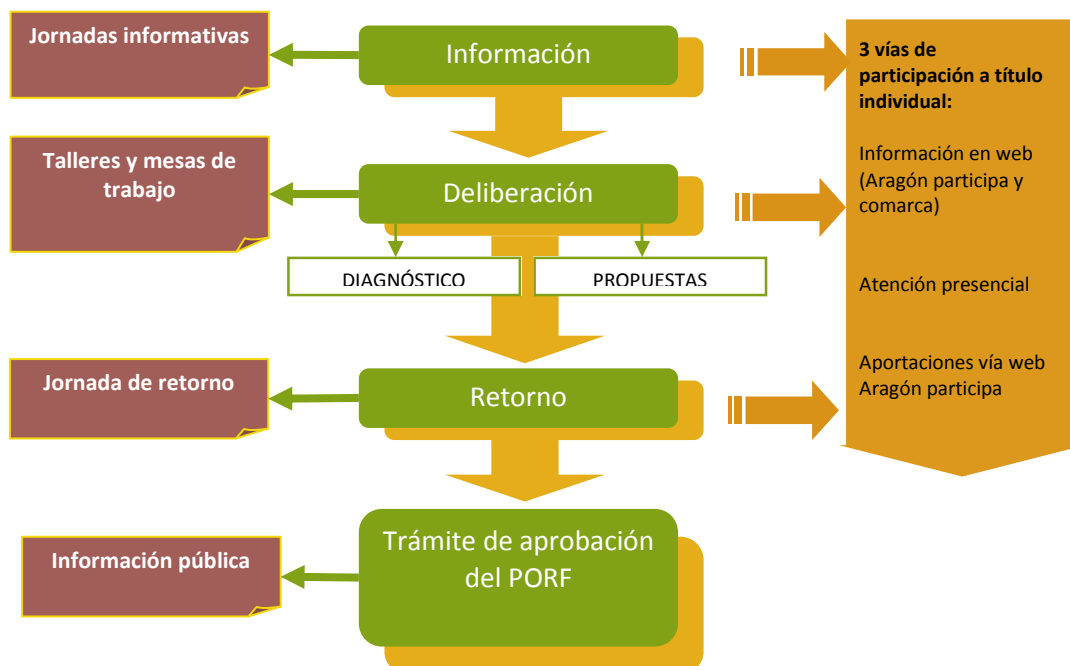 Jornadas informativas
Información
3 vías de
participación a título
individual:
Talleres y mesas de
trabajo
Deliberación
Información en web
(Aragón participa y
comarca)
DIAGNÓSTICO
PROPUESTAS
Atención presencial
Jornada de retorno
Retorno
Aportaciones vía web
Aragón participa
Información pública
Trámite de aprobación
del PORF